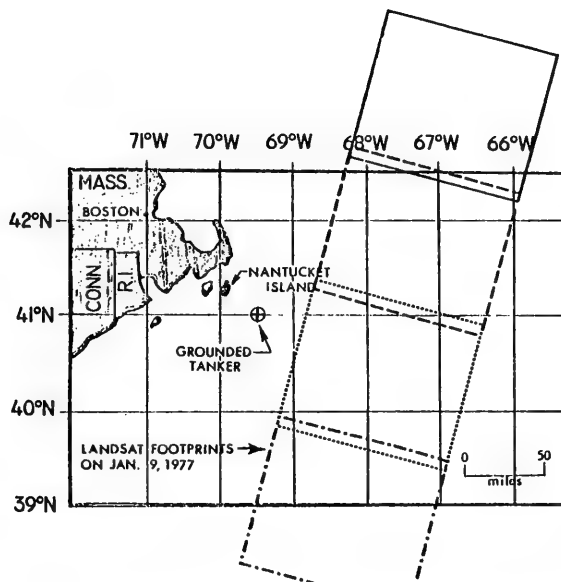 71°W 70°W 69°W 68°W 67°W 66°W
MASS.
BOSTON
42°N
CONN.
R.I.
NANTUCKET
ISLAND
41°N
GROUNDED
TANKER
40°N
LANDSAT FOOTPRINTS
ON JAN. 9, 1977
0 50
miles
39°N